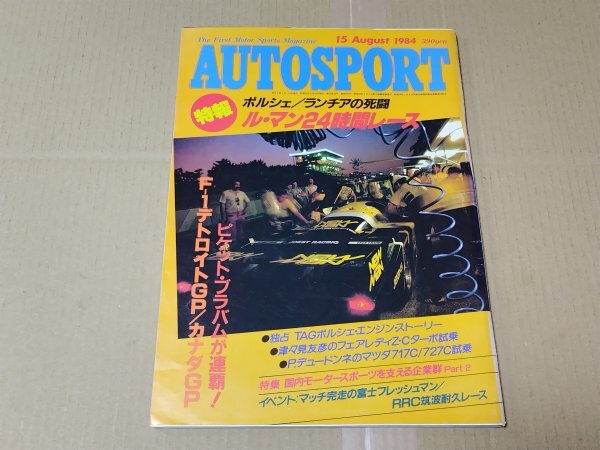 The First Motor Sports Magazine
15 August 1984 390yen
AUTOSPORT
特報
ポルシェ/ランチアの死闘
ル・マン24時間レース
ピケット・ブラバムが連覇!
F-1デトロイトGP/カナダGP
JOEST RACING
NEW
MAN
●独占 TAGポルシェ・エンジン・ストーリー
●津々見友彦のフェアレディZ・Cターボ試乗
●P.デュードンネのマツダ717C/727C試乗
特集 国内モータースポーツを支える企業群 Part 2
イベント:マッチ完走の富士フレッシュマン/
RRC筑波耐久レース